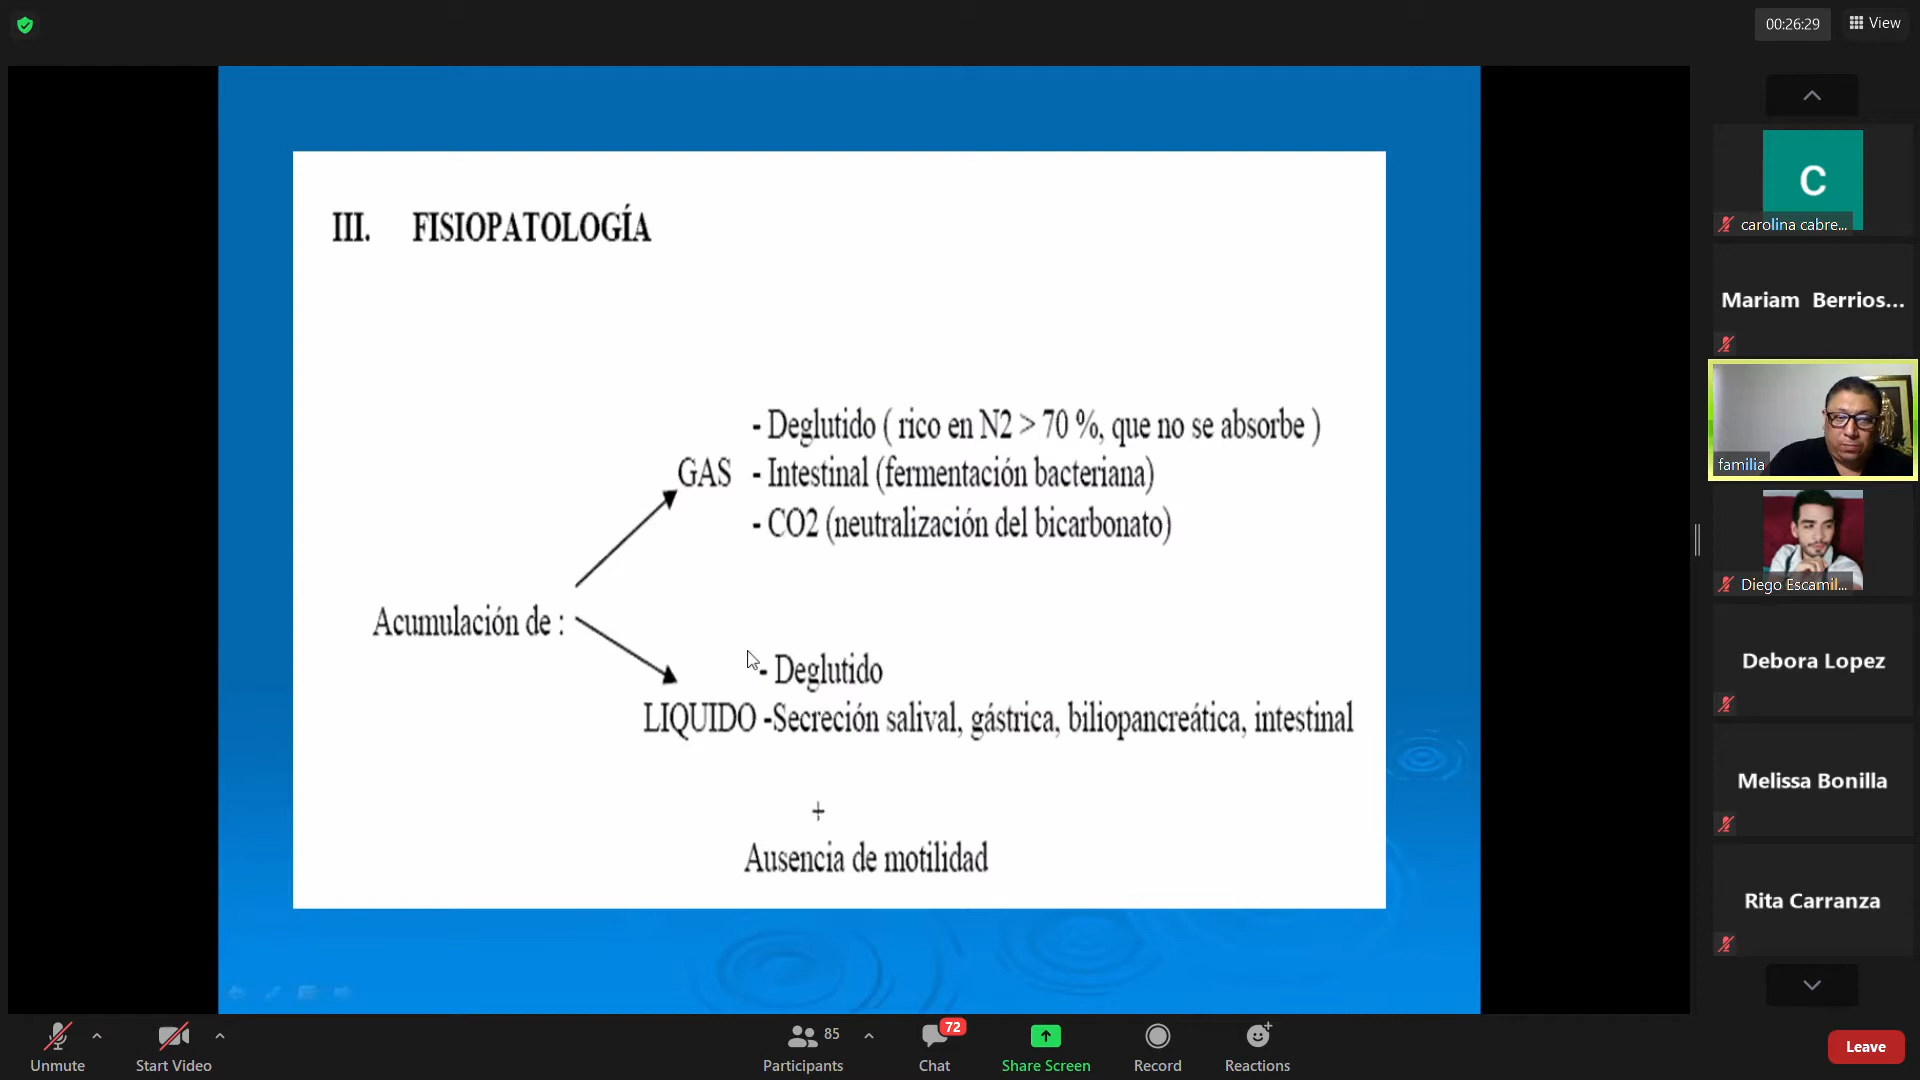 00:26:29
View
III. FISIOPATOLOGÍA
- Deglutido ( rico en N2 > 70 %, que no se absorbe )
GAS - Intestinal (fermentación bacteriana)
- CO2 (neutralización del bicarbonato)
Acumulación de :
- Deglutido
LIQUIDO -Secreción salival, gástrica, biliopancreática, intestinal
+
Ausencia de motilidad
C
carolina cabre...
Mariam Berrios...
familia
Diego Escamil...
Debora Lopez
Melissa Bonilla
Rita Carranza
Unmute
Start Video
85
Participants
72
Chat
Share Screen
Record
Reactions
Leave